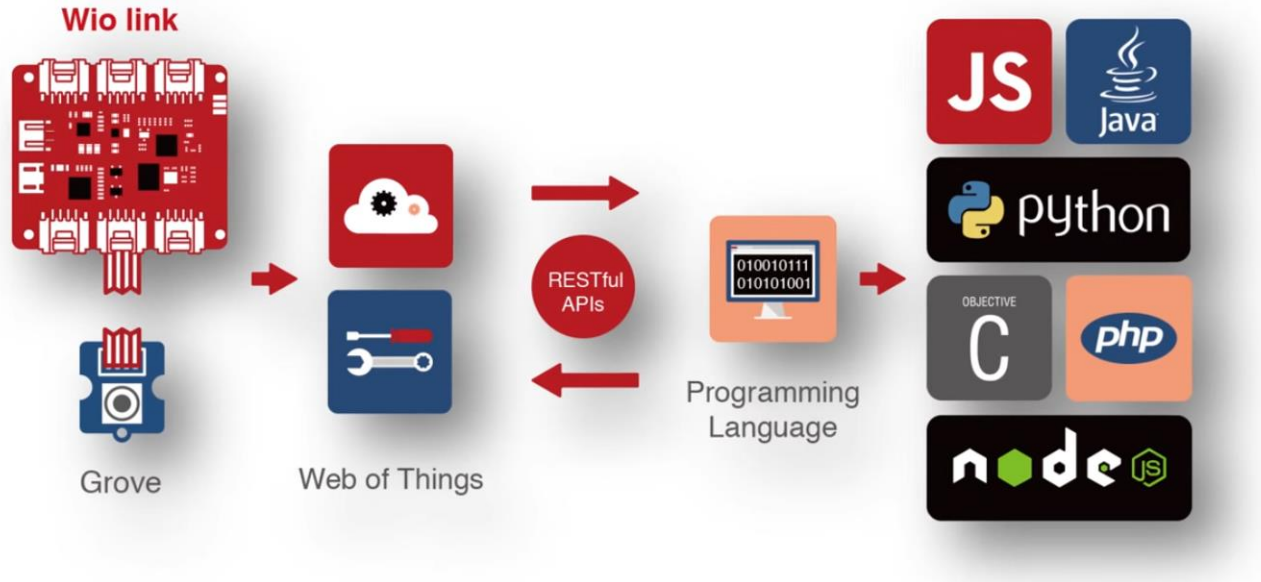 Wio link
Grove
Web of Things
RESTful
APIs
010010111
010101001
Programming
Language
JS
Java
python
OBJECTIVE
C
php
node
JS